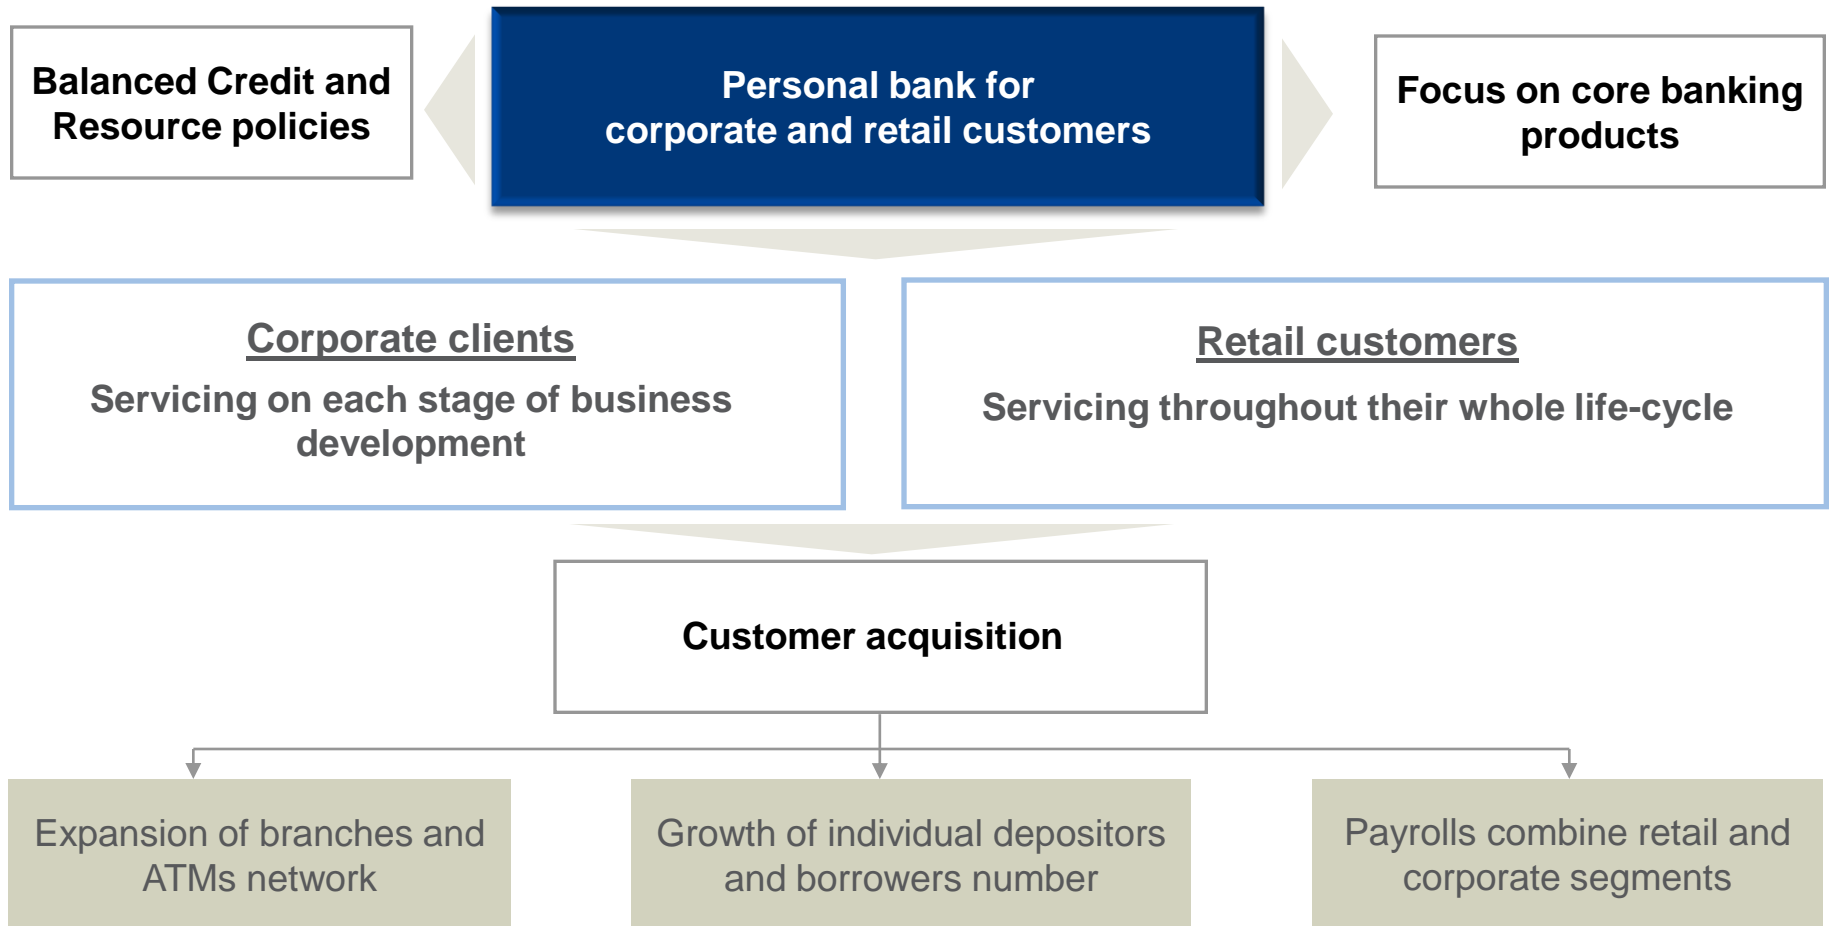 Balanced Credit and
Resource policies
Personal bank for
corporate and retail customers
Focus on core banking
products
Corporate clients
Servicing on each stage of business
development
Retail customers
Servicing throughout their whole life-cycle
Customer acquisition
Expansion of branches and
ATMs network
Growth of individual depositors
and borrowers number
Payrolls combine retail and
corporate segments